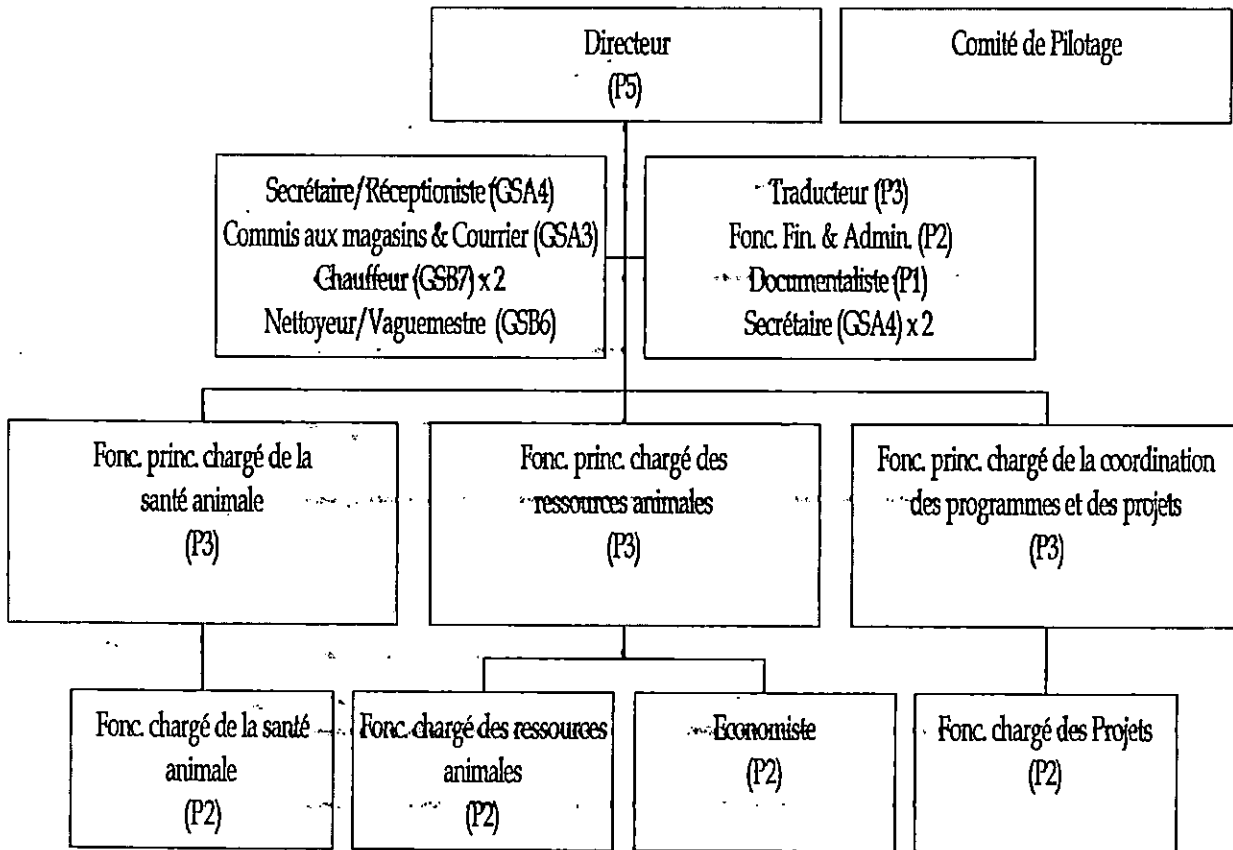 Directeur
(P5)
Comité de Pilotage
Secrétaire/Réceptioniste (GSA4)
Commis aux magasins & Courrier (GSA3)
Chauffeur (GSB7) x 2
Nettoyeur/Vaguemestre (GSB6)
Traducteur (P3)
Fonc. Fin. & Admin. (P2)
Documentaliste (P1)
Secrétaire (GSA4) x 2
Fonc. princ. chargé de la
santé animale
(P3)
Fonc. princ. chargé des
ressources animales
(P3)
Fonc. princ. chargé de la coordination
des programmes et des projets
(P3)
Fonc. chargé de la santé
animale
(P2)
Fonc. chargé des ressources
animales
(P2)
Economiste
(P2)
Fonc. chargé des Projets
(P2)